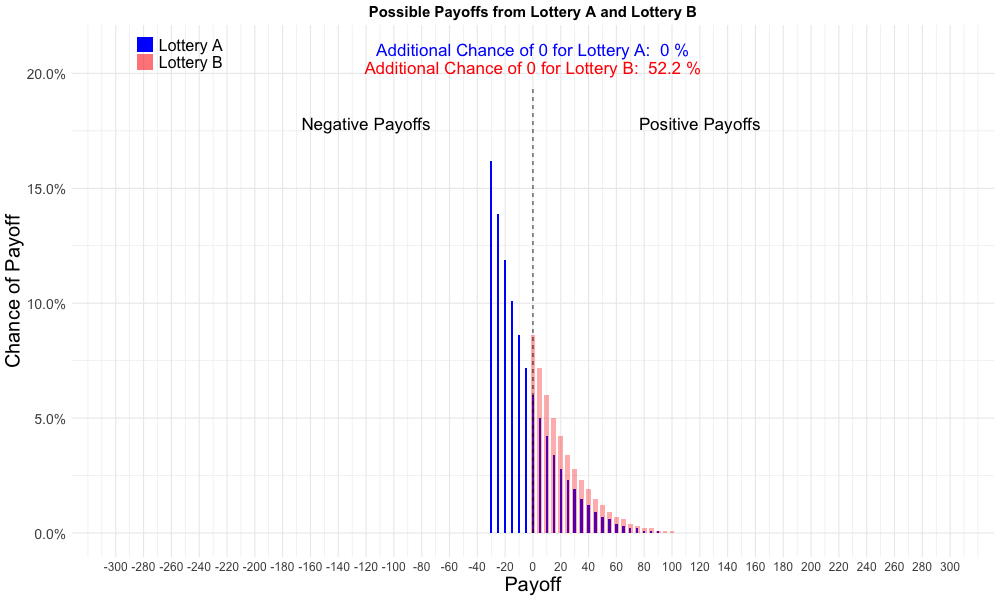 Possible Payoffs from Lottery A and Lottery B
Lottery A
Lottery B
Additional Chance of 0 for Lottery A:  0 %
Additional Chance of 0 for Lottery B:  52.2 %
Negative Payoffs
Positive Payoffs
Chance of Payoff
20.0%
15.0%
10.0%
5.0%
0.0%
-300 -280 -260 -240 -220 -200 -180 -160 -140 -120 -100 -80 -60 -40 -20 0 20 40 60 80 100 120 140 160 180 200 220 240 260 280 300
Payoff